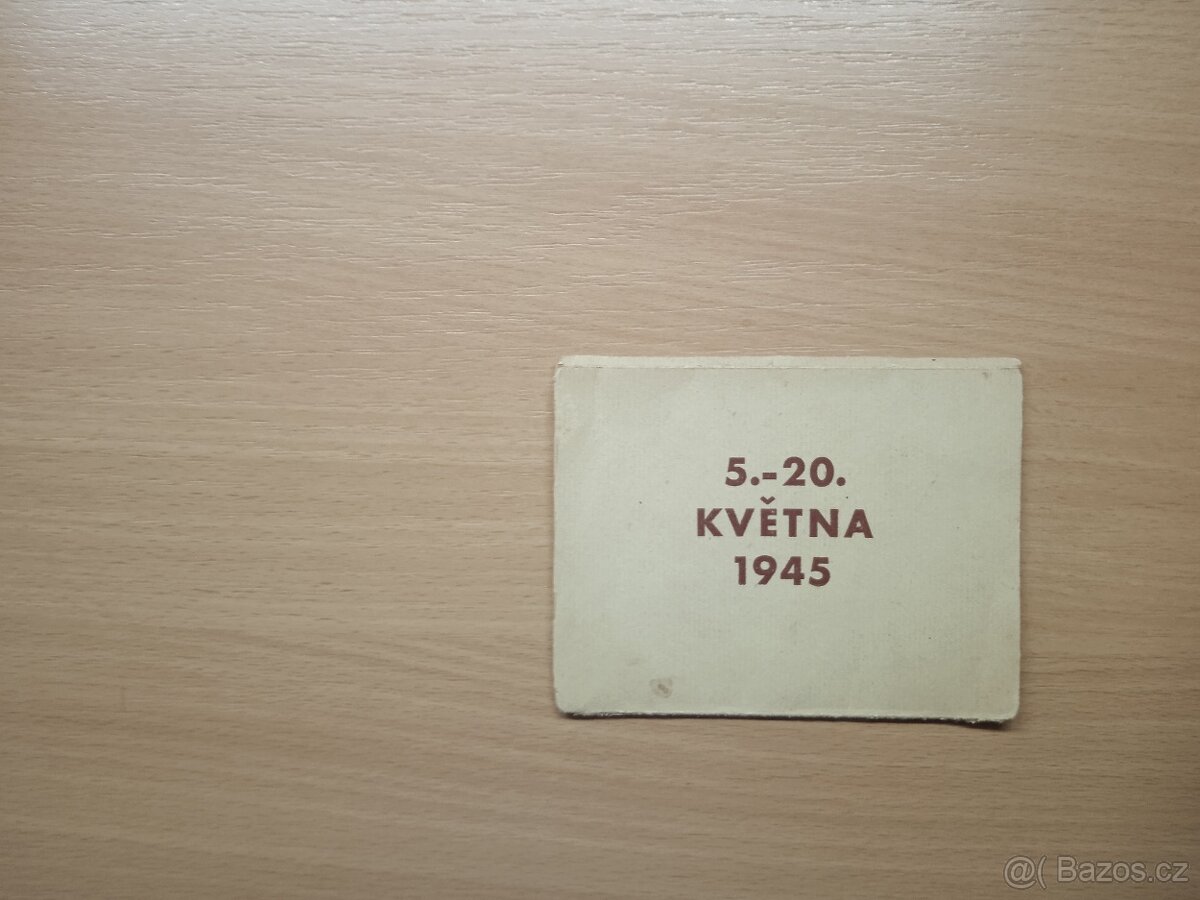 5.-20.
KVĚTNA
1945
@( Bazos.cz